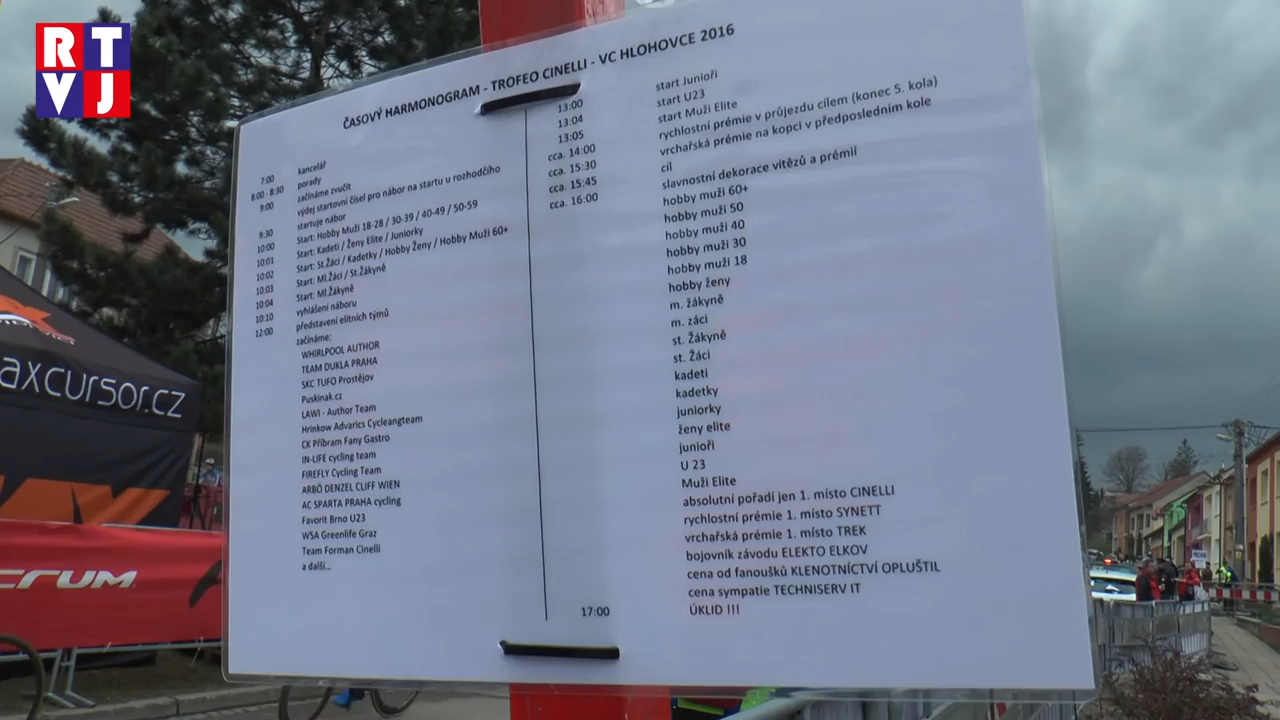 RTVJ
ČASOVÝ HARMONOGRAM - TROFEO CINELLI - VC HLOHOVCE 2016
7:00 kancelář
8:00 - 8:30 porady
9:00 začínáme zvučit
výdej startovní čísel pro nábor na startu u rozhodčího
9:30 startuje nábor
10:00 Start: Hobby Muži 18-28 / 30-39 / 40-49 / 50-59
10:01 Start: Kadeti / Ženy Elite / Juniorky
10:02 Start: St.Žáci / Kadetky / Hobby Ženy / Hobby Muži 60+
10:03 Start: Ml.Žáci / St.Žákyně
10:04 Start: Ml.Žákyně
10:10 vyhlášení náboru
12:00 představení elitních týmů
začínáme:
WHIRLPOOL AUTHOR
TEAM DUKLA PRAHA
SKC TUFO Prostějov
Puskinak.cz
LAWI - Author Team
Hrinkow Advarics Cycleangteam
CK Příbram Fany Gastro
IN-LIFE cycling team
FIREFLY Cycling Team
ARBÖ DENZEL CLIFF WIEN
AC SPARTA PRAHA cycling
Favorit Brno U23
WSA Greenlife Graz
Team Forman Cinelli
a další...
13:00 start Junioři
13:04 start U23
13:05 start Muži Elite
cca. 14:00 rychlostní prémie v průjezdu cílem (konec 5. kola)
cca. 15:30 vrchařská prémie na kopci v předposledním kole
cca. 15:45 cíl
cca. 16:00 slavnostní dekorace vítězů a prémií
hobby muži 60+
hobby muži 50
hobby muži 40
hobby muži 30
hobby muži 18
hobby ženy
m. žákyně
m. záci
st. Žákyně
st. Žáci
kadeti
kadetky
juniorky
ženy elite
junioři
U 23
Muži Elite
absolutní pořadí jen 1. místo CINELLI
rychlostní prémie 1. místo SYNETT
vrchařská prémie 1. místo TREK
bojovník závodu ELEKTO ELKOV
cena od fanoušků KLENOTNÍCTVÍ OPLUŠTIL
cena sympatie TECHNISERV IT
17:00 ÚKLID !!!
axcursor.cz
CRUM